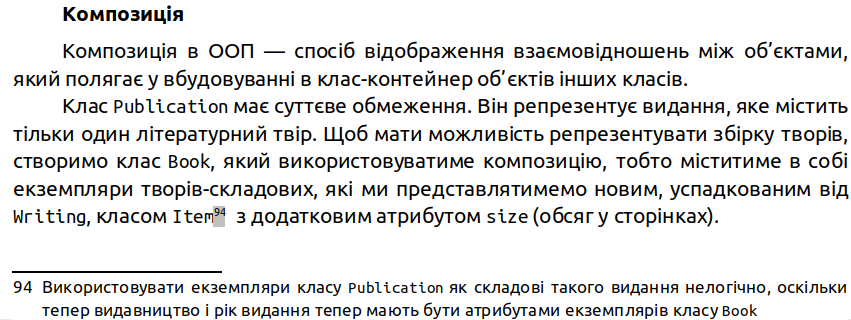 Композиція
Композиція в ООП — спосіб відображення взаємовідношень між об’єктами,
який полягає у вбудовуванні в клас-контейнер об’єктів інших класів.
Клас Publication має суттєве обмеження. Він репрезентує видання, яке містить
тільки один літературний твір. Щоб мати можливість репрезентувати збірку творів,
створимо клас Book, який використовуватиме композицію, тобто міститиме в собі
екземпляри творів-складових, які ми представлятимемо новим, успадкованим від
Writing, класом Item94 з додатковим атрибутом size (обсяг у сторінках).
94 Використовувати екземпляри класу Publication як складові такого видання нелогічно, оскільки
тепер видавництво і рік видання тепер мають бути атрибутами екземплярів класу Book